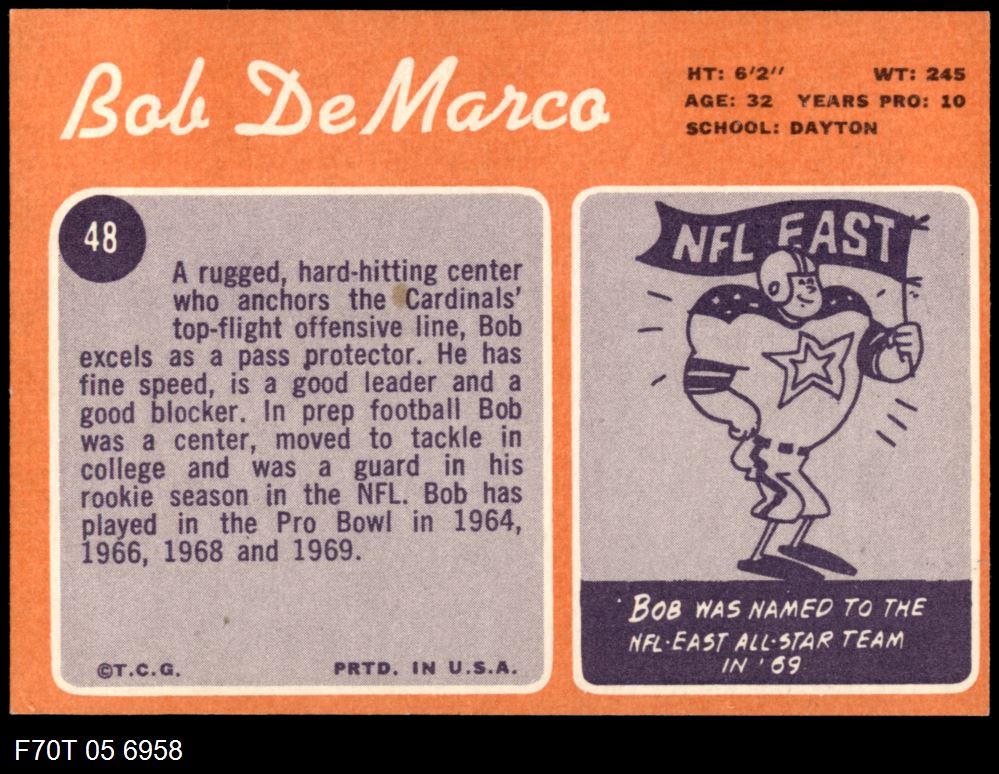 Bob DeMarco
HT: 6'2" WT: 245
AGE: 32 YEARS PRO: 10
SCHOOL: DAYTON
48
A rugged, hard-hitting center
who anchors the Cardinals'
top-flight offensive line, Bob
excels as a pass protector. He has
fine speed, is a good leader and a
good blocker. In prep football Bob
was a center, moved to tackle in
college and was a guard in his
rookie season in the NFL. Bob has
played in the Pro Bowl in 1964,
1966, 1968 and 1969.
©T.C.G. PRTD. IN U.S.A.
NFL EAST
BOB WAS NAMED TO THE
NFL-EAST ALL-STAR TEAM
IN '69
F70T 05 6958